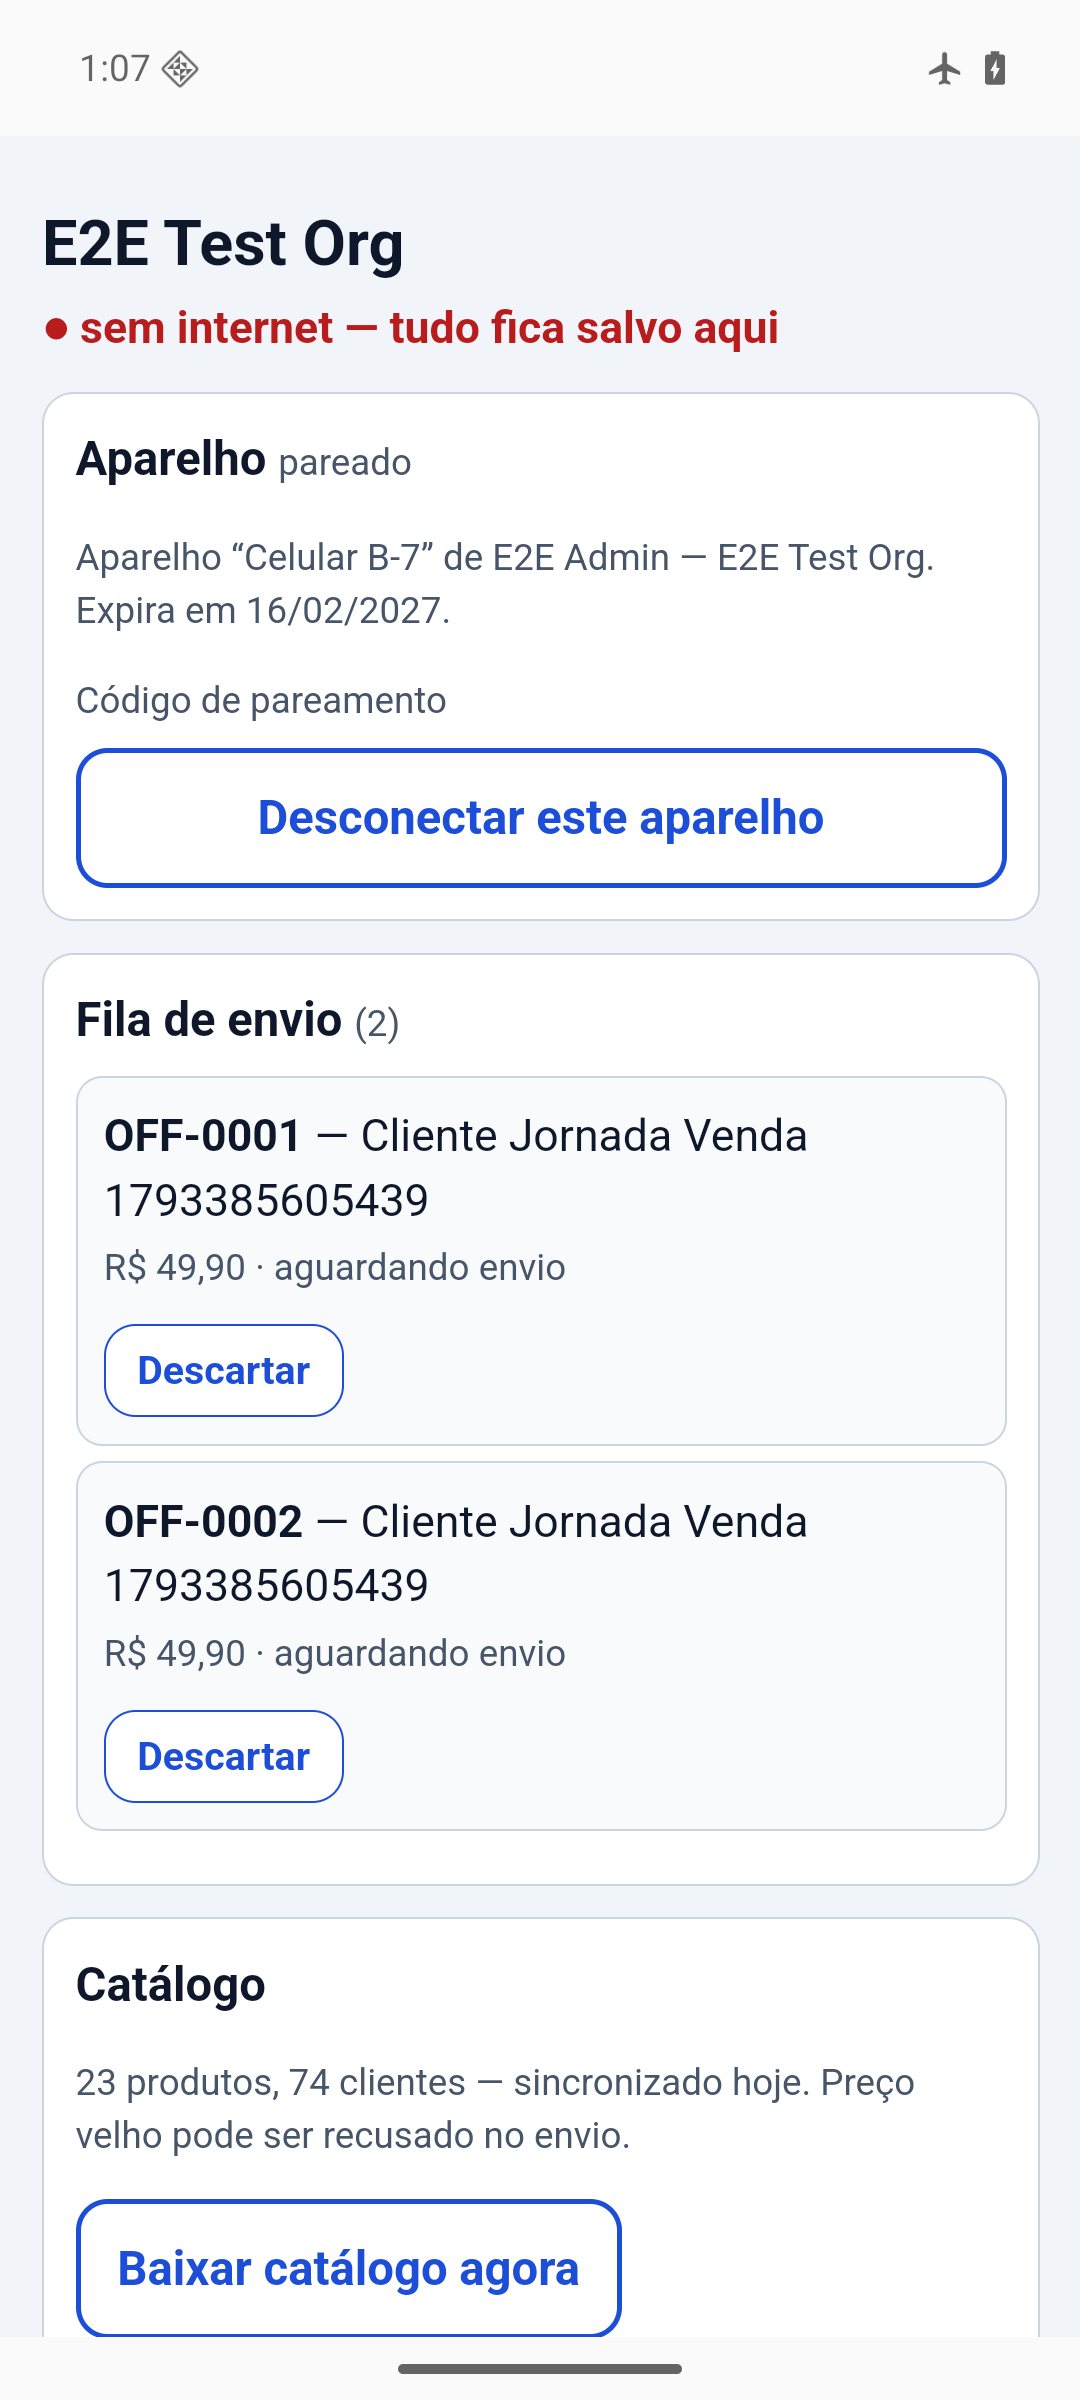 1:07
E2E Test Org
● sem internet — tudo fica salvo aqui
Aparelho pareado
Aparelho “Celular B-7” de E2E Admin — E2E Test Org.
Expira em 16/02/2027.
Código de pareamento
Desconectar este aparelho
Fila de envio (2)
OFF-0001 — Cliente Jornada Venda
1793385605439
R$ 49,90 · aguardando envio
Descartar
OFF-0002 — Cliente Jornada Venda
1793385605439
R$ 49,90 · aguardando envio
Descartar
Catálogo
23 produtos, 74 clientes — sincronizado hoje. Preço
velho pode ser recusado no envio.
Baixar catálogo agora